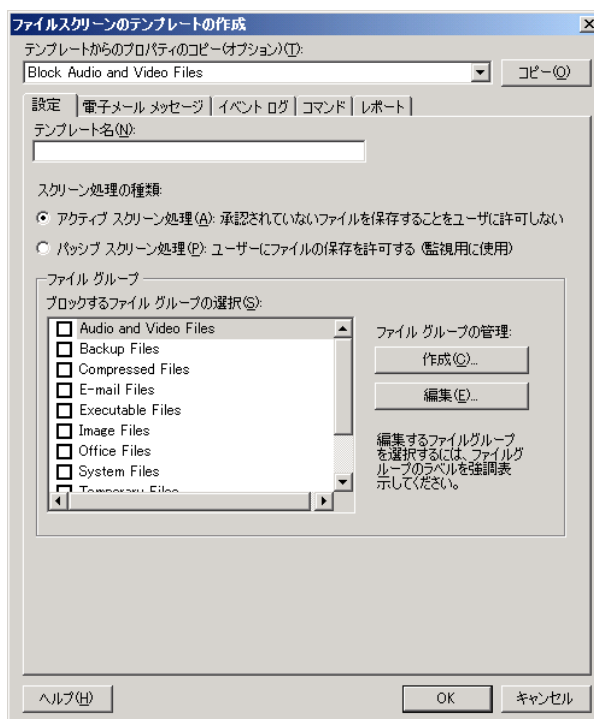 ファイルスクリーンのテンプレートの作成
テンプレートからのプロパティのコピー(オプション)(T):
Block Audio and Video Files
コピー(O)
設定
電子メール メッセージ
イベント ログ
コマンド
レポート
テンプレート名(N):
スクリーン処理の種類:
アクティブ スクリーン処理(A): 承認されていないファイルを保存することをユーザに許可しない
パッシブ スクリーン処理(P): ユーザーにファイルの保存を許可する (監視用に使用)
ファイル グループ
ブロックするファイル グループの選択(S):
Audio and Video Files
Backup Files
Compressed Files
E-mail Files
Executable Files
Image Files
Office Files
System Files
Temporary Files
ファイル グループの管理:
作成(C)...
編集(E)...
編集するファイルグループ
を選択するには、ファイルグ
ループのラベルを強調表
示してください。
ヘルプ(H)
OK
キャンセル